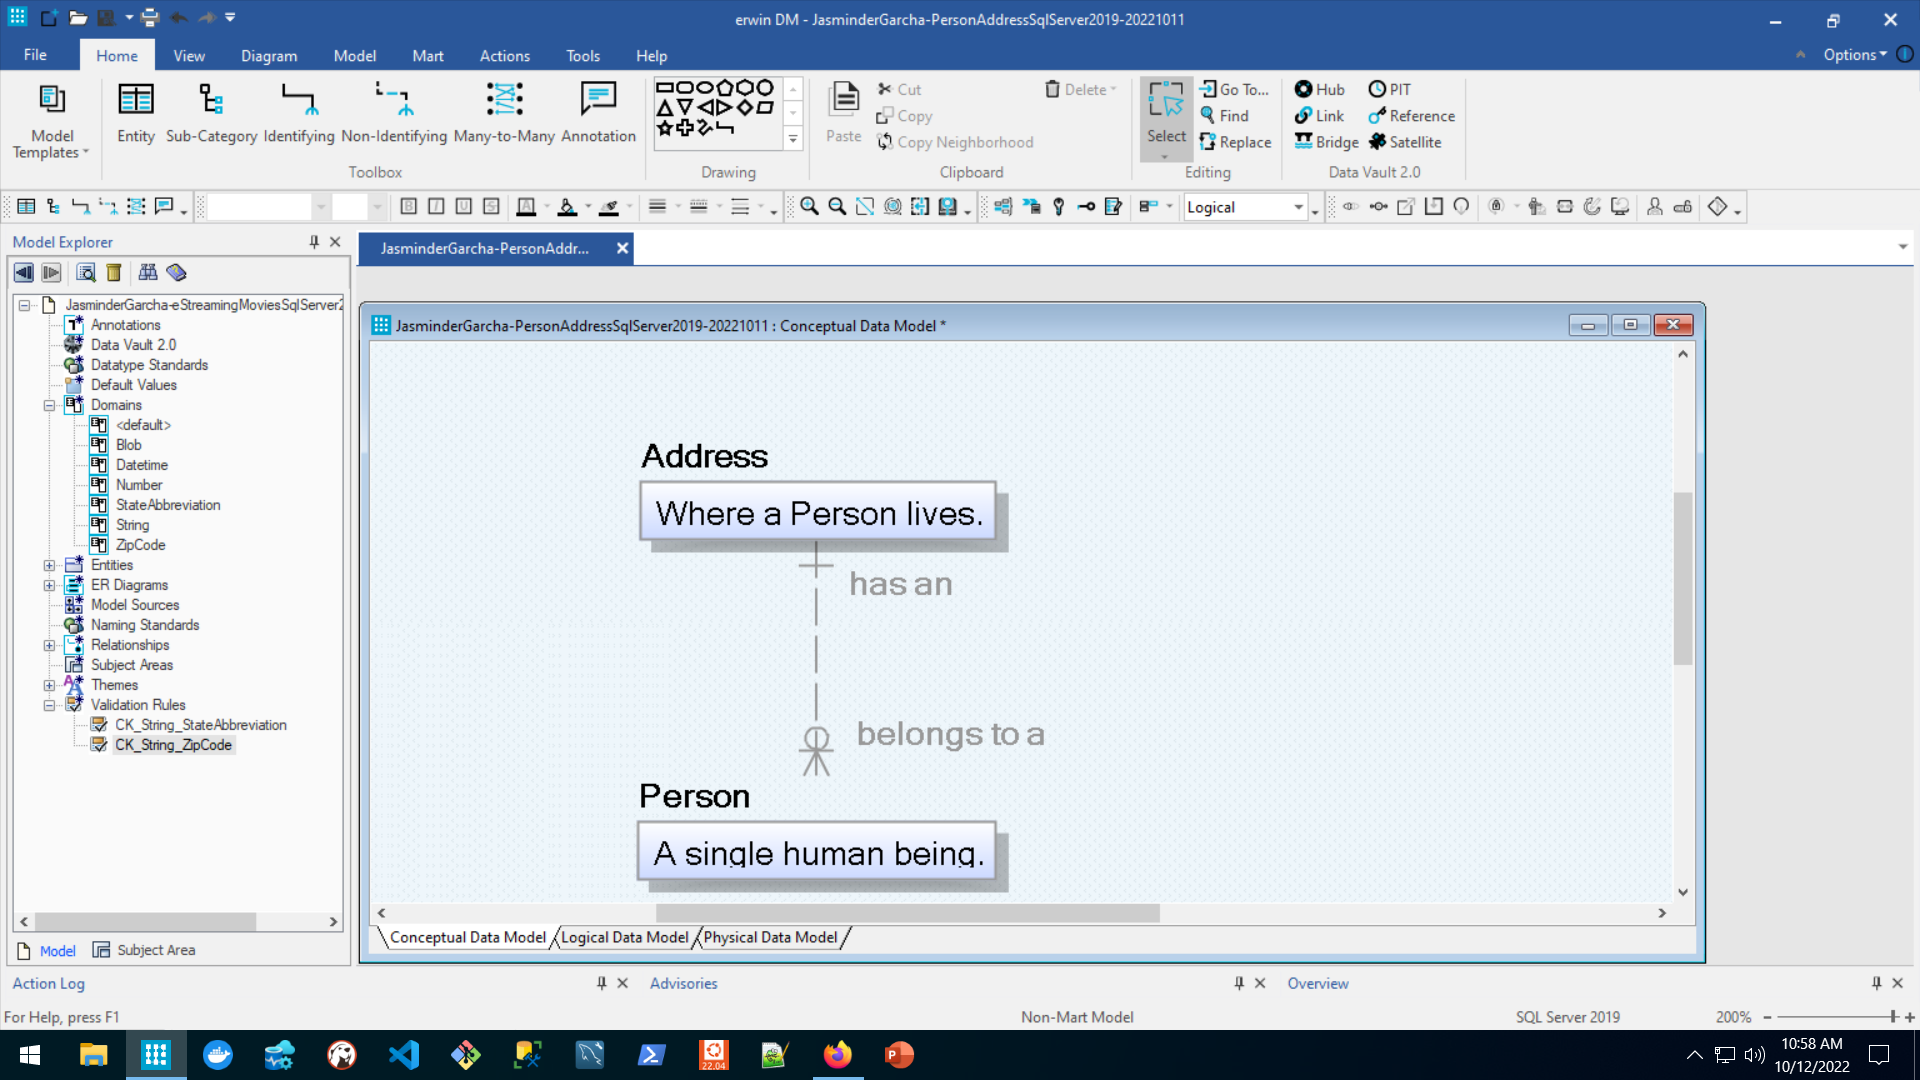 erwin DM - JasminderGarcha-PersonAddressSqlServer2019-20221011
File Home View Diagram Model Mart Actions Tools Help Options
Model Templates
Entity Sub-Category Identifying Non-Identifying Many-to-Many Annotation
Toolbox
Drawing
Paste
Cut
Copy
Copy Neighborhood
Delete
Clipboard
Select
Go To...
Find
Replace
Editing
Hub PIT
Link Reference
Bridge Satellite
Data Vault 2.0
B I U S A Logical
Model Explorer
JasminderGarcha-PersonAddr...
JasminderGarcha-eStreamingMoviesSqlServer2
Annotations
Data Vault 2.0
Datatype Standards
Default Values
Domains
<default>
Blob
Datetime
Number
StateAbbreviation
String
ZipCode
Entities
ER Diagrams
Model Sources
Naming Standards
Relationships
Subject Areas
Themes
Validation Rules
CK_String_StateAbbreviation
CK_String_ZipCode
Model Subject Area
JasminderGarcha-PersonAddressSqlServer2019-20221011 : Conceptual Data Model *
Address
Where a Person lives.
has an
belongs to a
Person
A single human being.
Conceptual Data Model Logical Data Model Physical Data Model
Action Log Advisories Overview
For Help, press F1 Non-Mart Model SQL Server 2019 200%
22.04
10:58 AM
10/12/2022